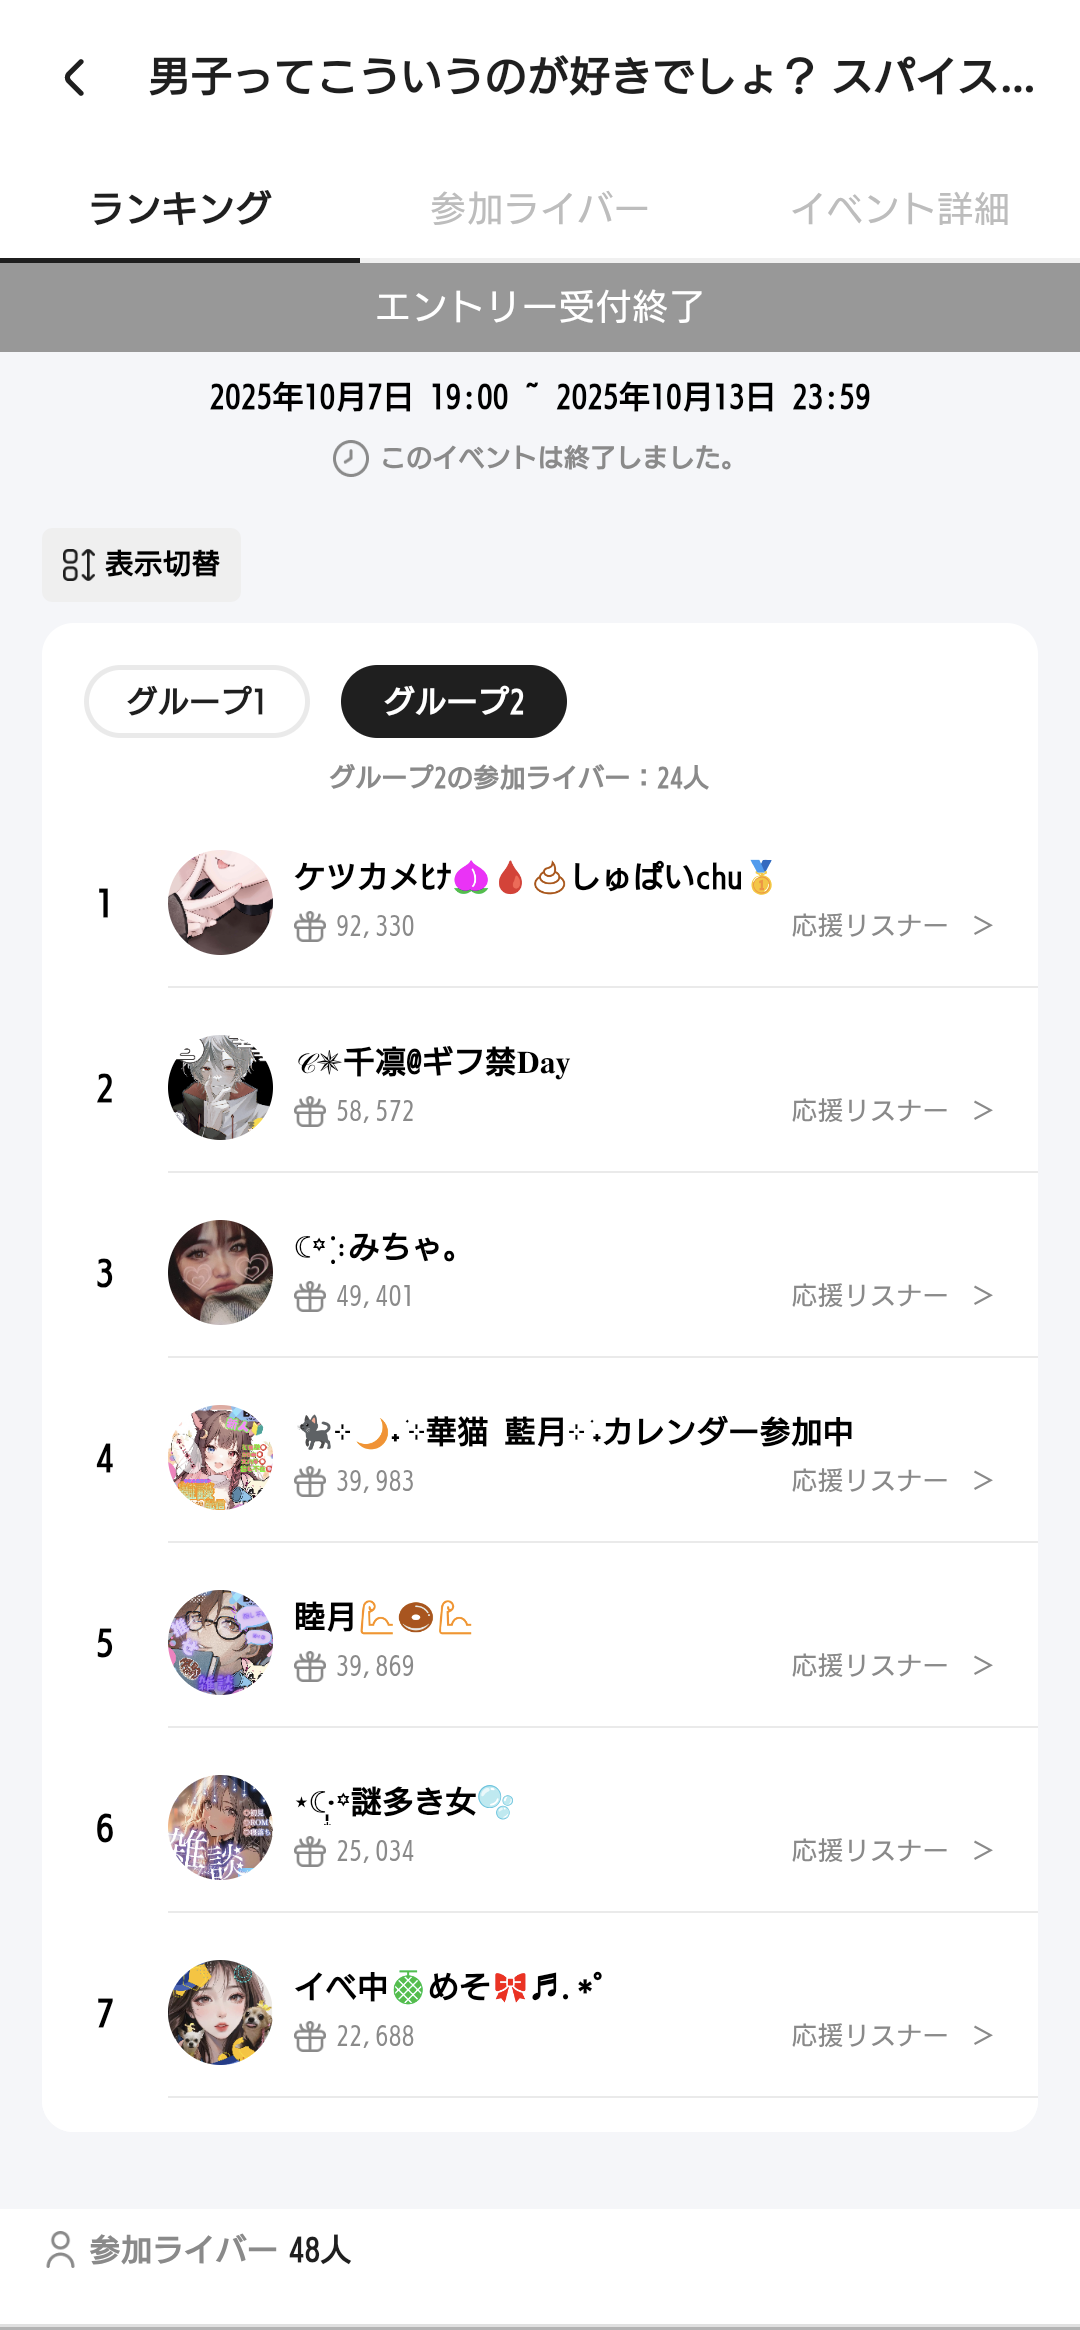 男子ってこういうのが好きでしょ？ スパイス...
ランキング 参加ライバー イベント詳細
エントリー受付終了
2025年10月7日 19:00 ~ 2025年10月13日 23:59
このイベントは終了しました。
表示切替
グループ1 グループ2
グループ2の参加ライバー：24人
1
ケツカメﾋﾅ🍑🩸💩しゅぱいchu🥇
92,330 応援リスナー >
2
𝒞✴千凛@ギフ禁𝐃𝐚𝐲
58,572 応援リスナー >
3
☾꙳⋆みちゃ。
49,401 応援リスナー >
4
🐈‍⬛⊹🌙˖ ⊹華猫 藍月⊹ ˖カレンダー参加中
39,983 応援リスナー >
5
睦月💪🍩💪
39,869 応援リスナー >
6
⋆☾·̩͙꙳謎多き女🫧
25,034 応援リスナー >
雑談
7
イベ中🍈めそ🎀♬.*ﾟ
22,688 応援リスナー >
参加ライバー 48人